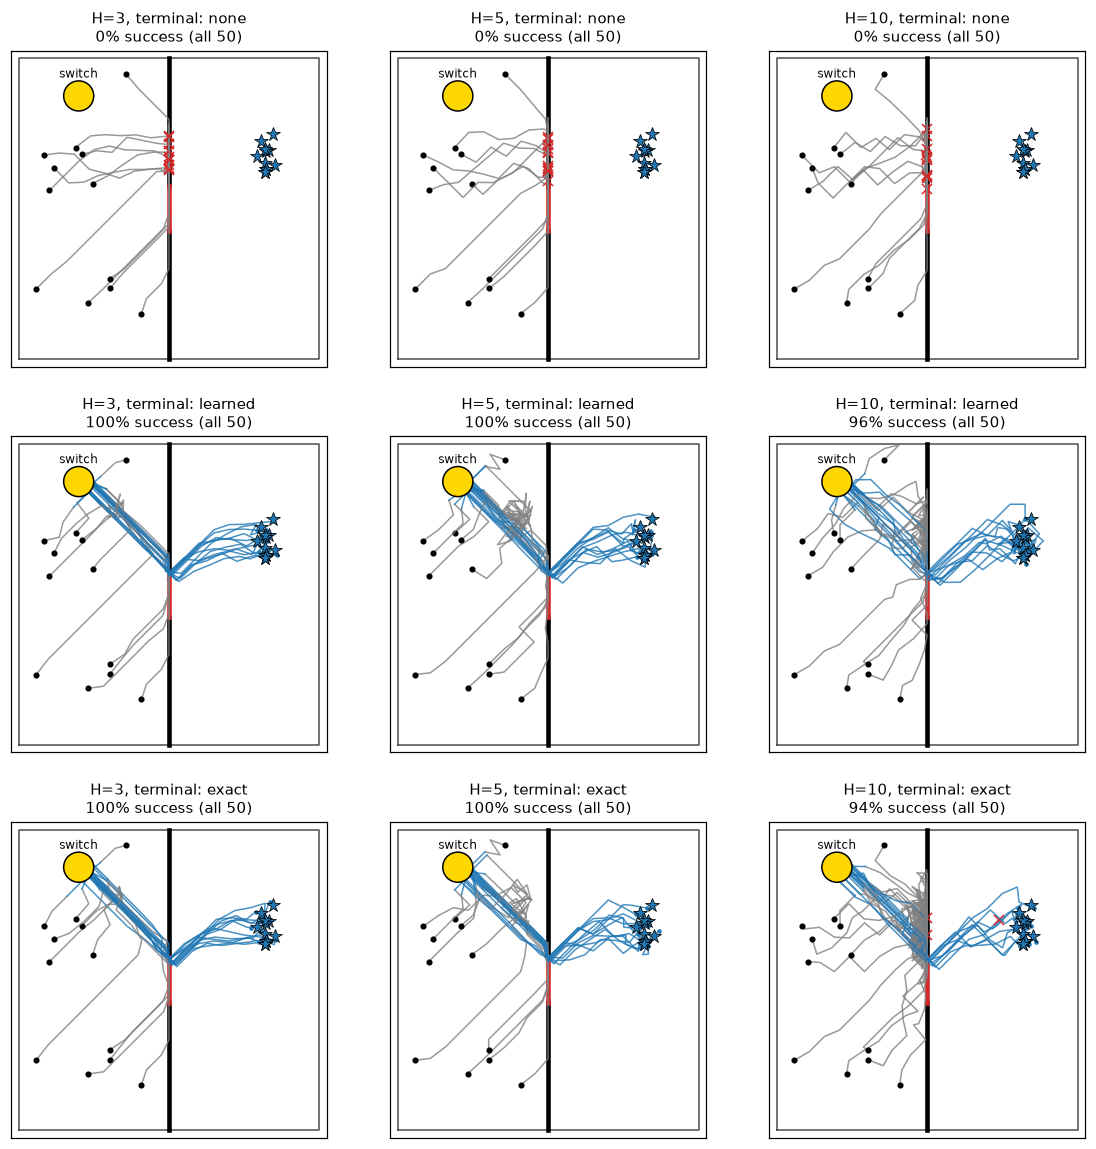 H=3, terminal: none
0% success (all 50)
switch
H=5, terminal: none
0% success (all 50)
switch
H=10, terminal: none
0% success (all 50)
switch
H=3, terminal: learned
100% success (all 50)
switch
H=5, terminal: learned
100% success (all 50)
switch
H=10, terminal: learned
96% success (all 50)
switch
H=3, terminal: exact
100% success (all 50)
switch
H=5, terminal: exact
100% success (all 50)
switch
H=10, terminal: exact
94% success (all 50)
switch